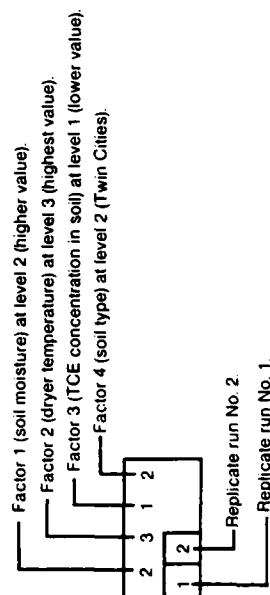 Factor 1 (soil moisture) at level 2 (higher value).
Factor 2 (dryer temperature) at level 3 (highest value).
Factor 3 (TCE concentration in soil) at level 1 (lower value).
Factor 4 (soil type) at level 2 (Twin Cities).
2 3 1 2
1 2
Replicate run No. 2.
Replicate run No. 1.